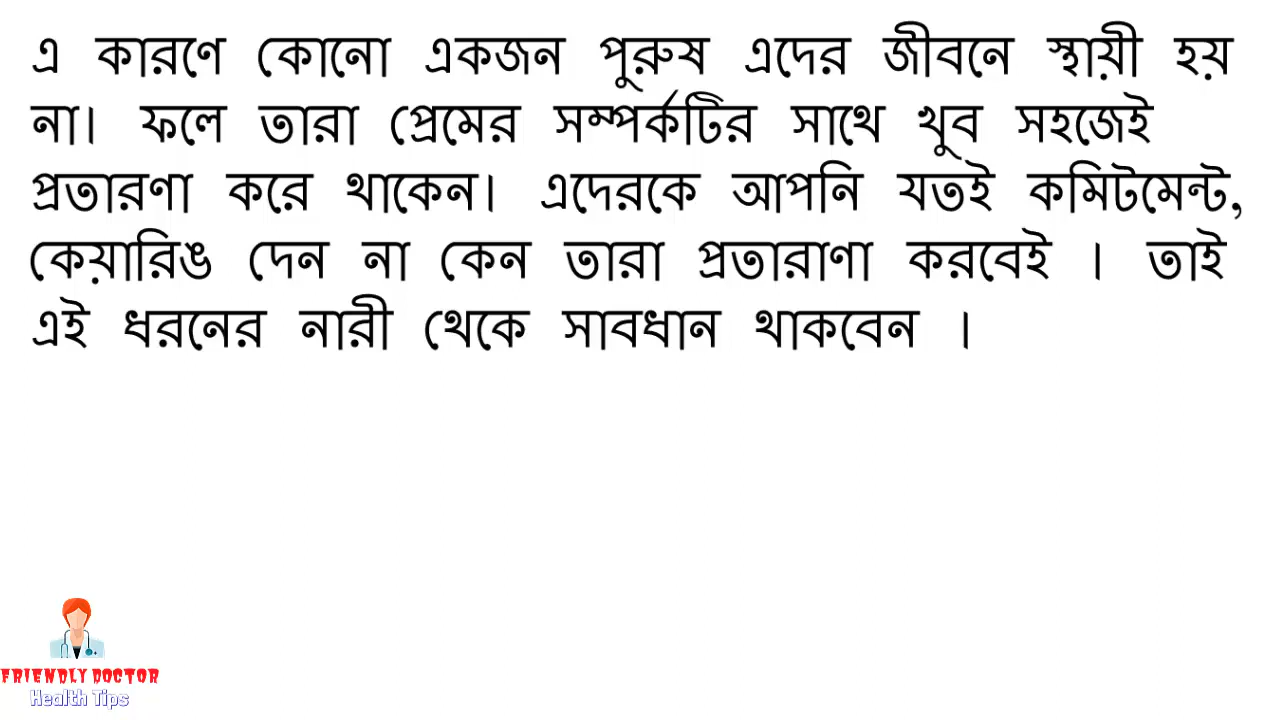 এ কারণে কোনো একজন পুরুষ এদের জীবনে স্থায়ী হয়
না। ফলে তারা প্রেমের সম্পর্কটির সাথে খুব সহজেই
প্রতারণা করে থাকেন। এদেরকে আপনি যতই কমিটমেন্ট,
কেয়ারিঙ দেন না কেন তারা প্রতারাণা করবেই ।  তাই
এই ধরনের নারী থেকে সাবধান থাকবেন ।
FRIENDLY DOCTOR
Health Tips